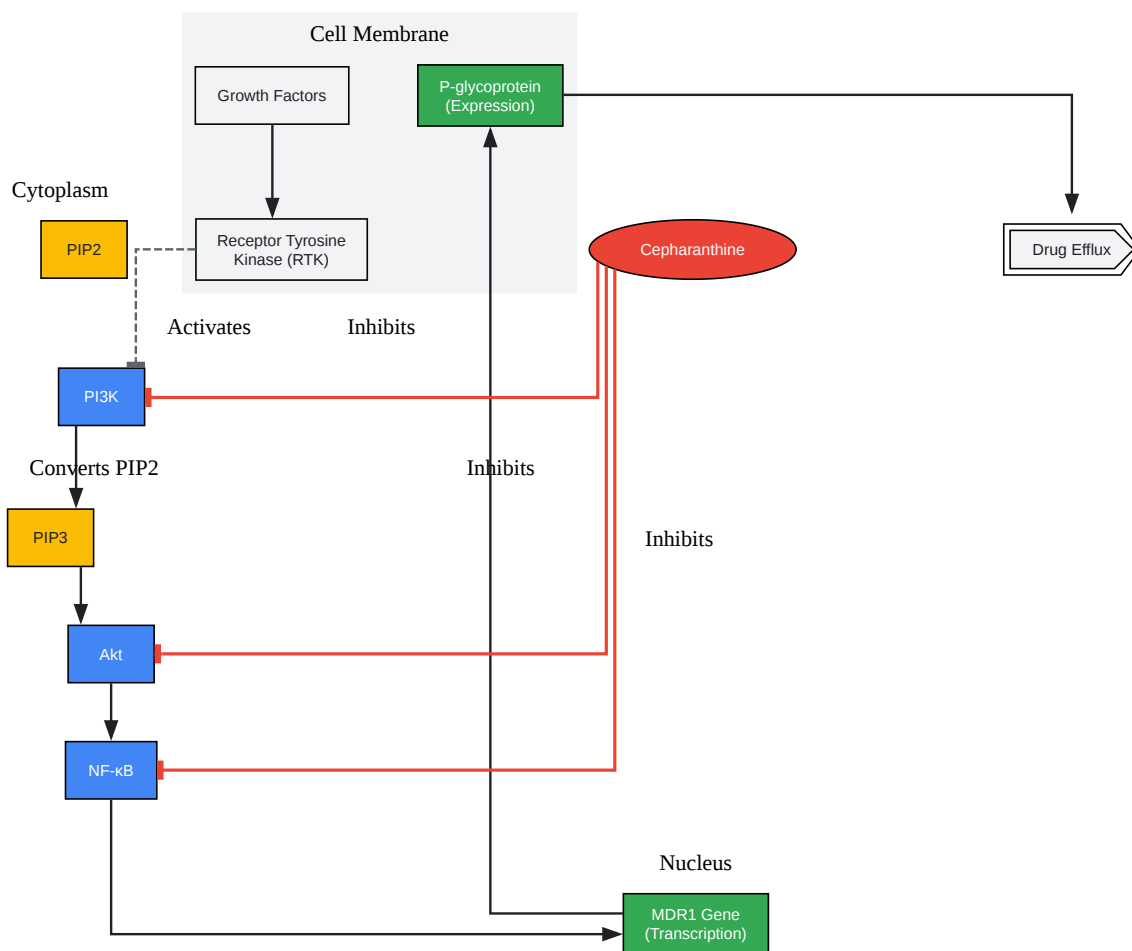 Cell Membrane
Growth Factors
P-glycoprotein
(Expression)
Cytoplasm
PIP2
Receptor Tyrosine
Kinase (RTK)
Cepharanthine
Drug Efflux
Activates
Inhibits
PI3K
Converts PIP2
Inhibits
PIP3
Inhibits
Akt
NF-κB
Nucleus
MDR1 Gene
(Transcription)